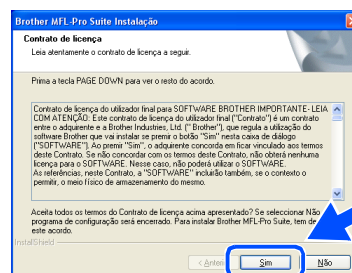 Brother MFL-Pro Suite Instalação
Contrato de licença
Leia atentamente o contrato de licença a seguir.
Prima a tecla PAGE DOWN para ver o resto do acordo.
Contrato de licença do utilizador final para SOFTWARE BROTHER IMPORTANTE- LEIA
COM ATENÇÃO: Este contrato de licença do utilizador final ("Contrato") é um contrato
entre o adquirente e a Brother Industries, Ltd. (" Brother"), que regula a utilização do
software Brother que vai instalar se premir o botão "Sim" nesta caixa de diálogo
("SOFTWARE"). Ao premir "Sim", o adquirente concorda em ficar vinculado aos termos
deste Contrato. Se não concordar com os termos deste Contrato, não obterá nenhuma
licença para o SOFTWARE. Nesse caso, não poderá utilizar o SOFTWARE.
As referências, neste Contrato, a "SOFTWARE" incluirão também, se o contexto o
permitir, o meio físico de armazenamento do mesmo.
Aceita todos os termos do Contrato de licença acima apresentado? Se seleccionar Não
programa de configuração será encerrado. Para instalar Brother MFL-Pro Suite, tem de
este acordo.
InstallShield
< Anterior
Sim
Não